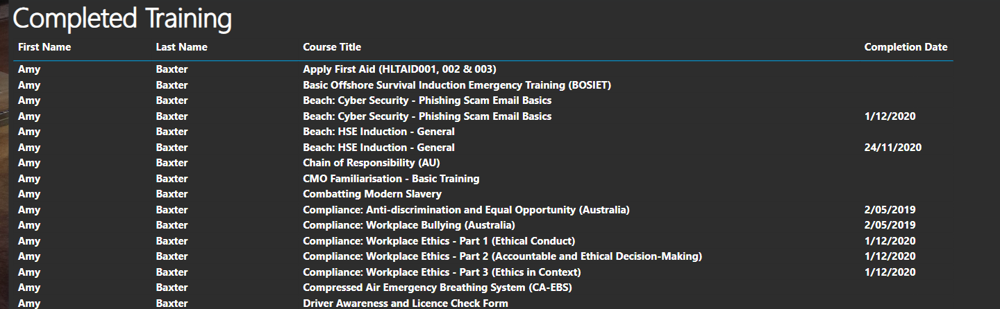 Completed Training
First Name Last Name Course Title Completion Date
Amy Baxter Apply First Aid (HLTAID001, 002 & 003)
Amy Baxter Basic Offshore Survival Induction Emergency Training (BOSIET)
Amy Baxter Beach: Cyber Security - Phishing Scam Email Basics
Amy Baxter Beach: Cyber Security - Phishing Scam Email Basics 1/12/2020
Amy Baxter Beach: HSE Induction - General
Amy Baxter Beach: HSE Induction - General 24/11/2020
Amy Baxter Chain of Responsibility (AU)
Amy Baxter CMO Familiarisation - Basic Training
Amy Baxter Combatting Modern Slavery
Amy Baxter Compliance: Anti-discrimination and Equal Opportunity (Australia) 2/05/2019
Amy Baxter Compliance: Workplace Bullying (Australia) 2/05/2019
Amy Baxter Compliance: Workplace Ethics - Part 1 (Ethical Conduct) 1/12/2020
Amy Baxter Compliance: Workplace Ethics - Part 2 (Accountable and Ethical Decision-Making) 1/12/2020
Amy Baxter Compliance: Workplace Ethics - Part 3 (Ethics in Context) 1/12/2020
Amy Baxter Compressed Air Emergency Breathing System (CA-EBS)
Amy Baxter Driver Awareness and Licence Check Form